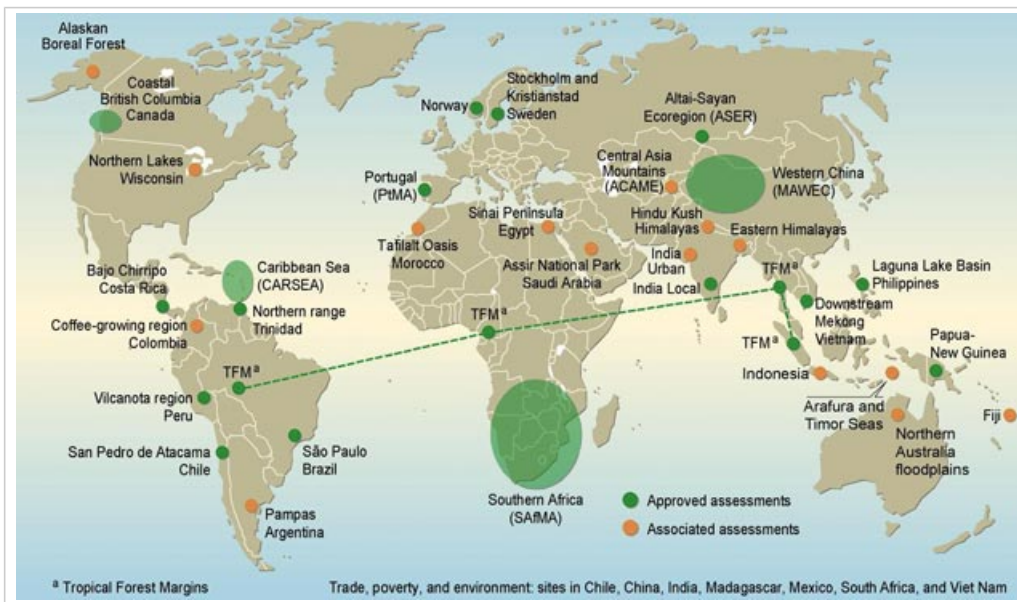 Alaskan
Boreal Forest
Coastal
British Columbia
Canada
Northern Lakes
Wisconsin
Norway
Stockholm and
Kristianstad
Sweden
Altai-Sayan
Ecoregion (ASER)
Central Asia
Mountains
(ACAME)
Western China
(MAWEC)
Portugal
(PtMA)
Sinai Peninsula
Egypt
Hindu Kush
Himalayas
Eastern Himalayas
Tafilalt Oasis
Morocco
Assir National Park
Saudi Arabia
India
Urban
India Local
Bajo Chirripo
Costa Rica
Caribbean Sea
(CARSEA)
TFM a
Laguna Lake Basin
Philippines
Coffee-growing region
Colombia
Northern range
Trinidad
TFM a
Downstream
Mekong
Vietnam
TFM a
Papua-
New Guinea
TFM a
Indonesia
Vilcanota region
Peru
Arafura and
Timor Seas
Fiji
San Pedro de Atacama
Chile
São Paulo
Brazil
Northern
Australia
floodplains
Southern Africa
(SAfMA)
Approved assessments
Associated assessments
Pampas
Argentina
a Tropical Forest Margins
Trade, poverty, and environment: sites in Chile, China, India, Madagascar, Mexico, South Africa, and Viet Nam